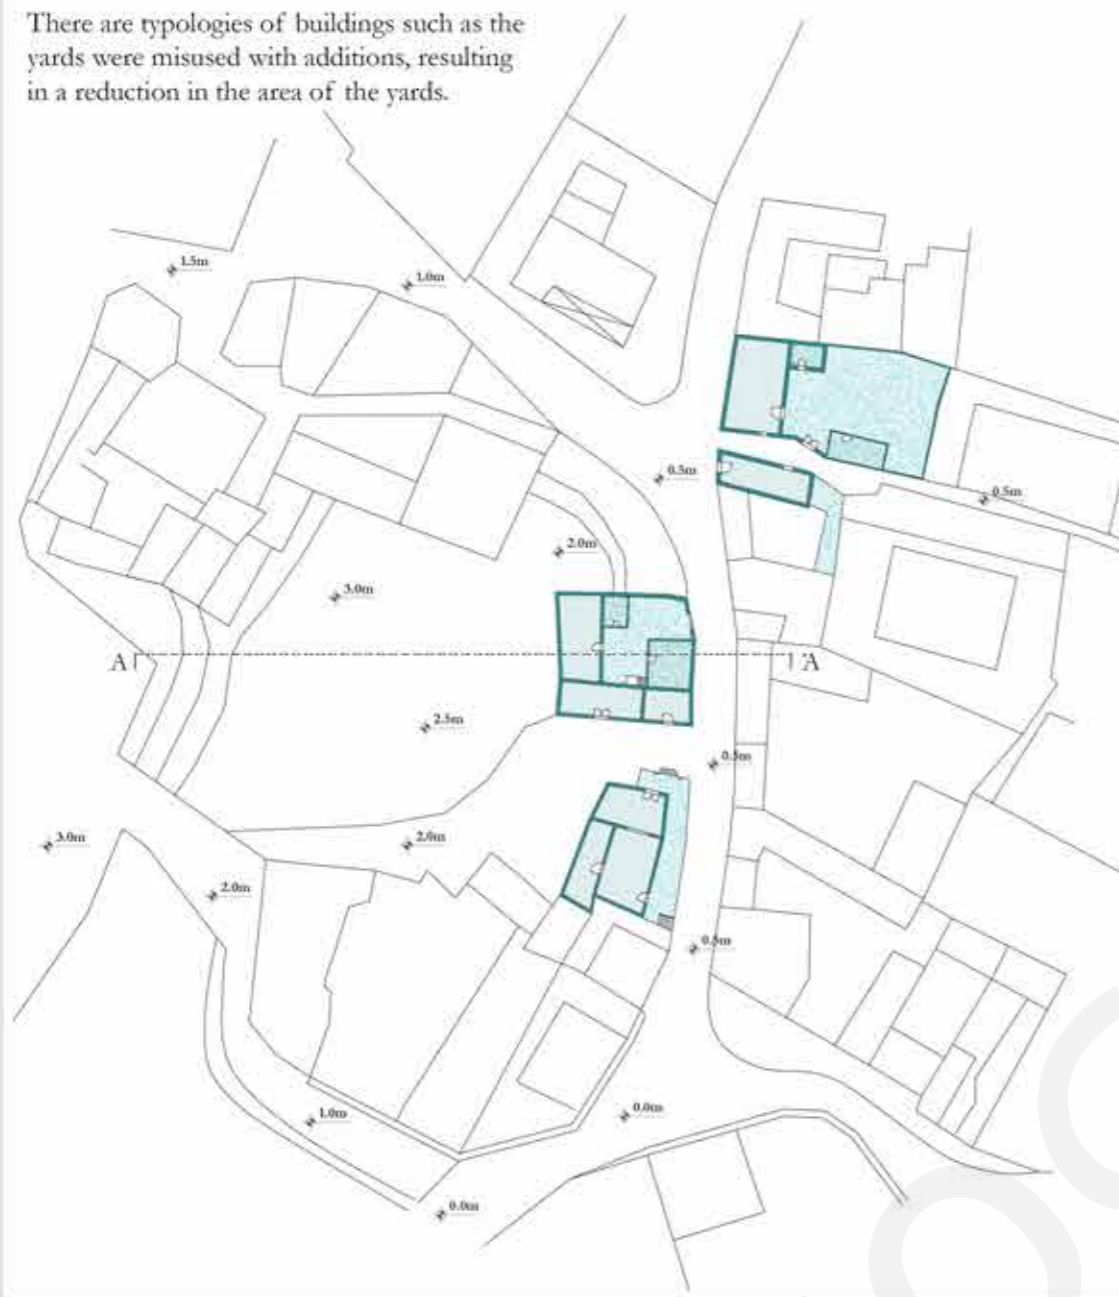 There are typologies of buildings such as the
yards were misused with additions, resulting
in a reduction in the area of the yards.
1.5m
1.0m
0.5m
0.5m
2.0m
3.0m
A
A
2.5m
0.5m
3.0m
2.0m
2.0m
0.5m
1.0m
0.0m
0.0m